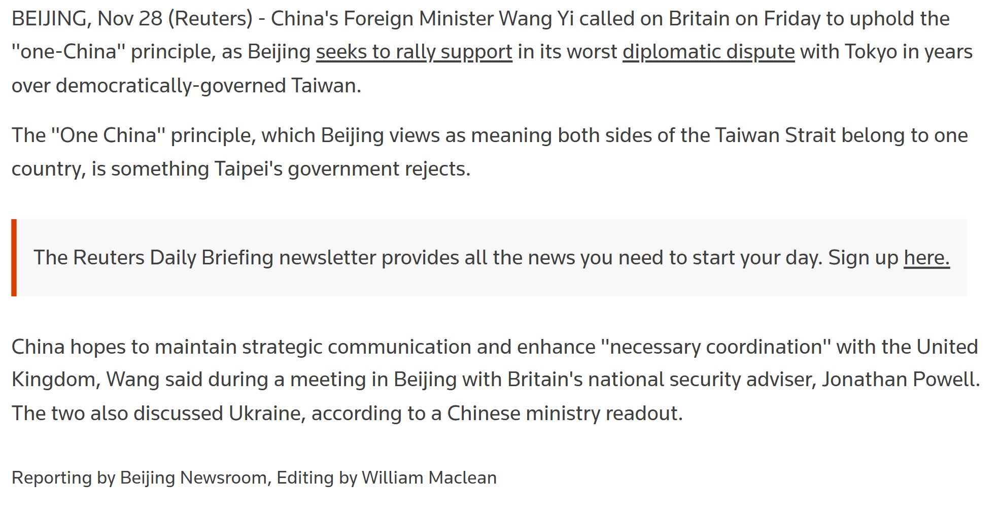 BEIJING, Nov 28 (Reuters) - China's Foreign Minister Wang Yi called on Britain on Friday to uphold the
"one-China" principle, as Beijing seeks to rally support in its worst diplomatic dispute with Tokyo in years
over democratically-governed Taiwan.
The "One China" principle, which Beijing views as meaning both sides of the Taiwan Strait belong to one
country, is something Taipei's government rejects.
The Reuters Daily Briefing newsletter provides all the news you need to start your day. Sign up here.
China hopes to maintain strategic communication and enhance "necessary coordination" with the United
Kingdom, Wang said during a meeting in Beijing with Britain's national security adviser, Jonathan Powell.
The two also discussed Ukraine, according to a Chinese ministry readout.
Reporting by Beijing Newsroom, Editing by William Maclean